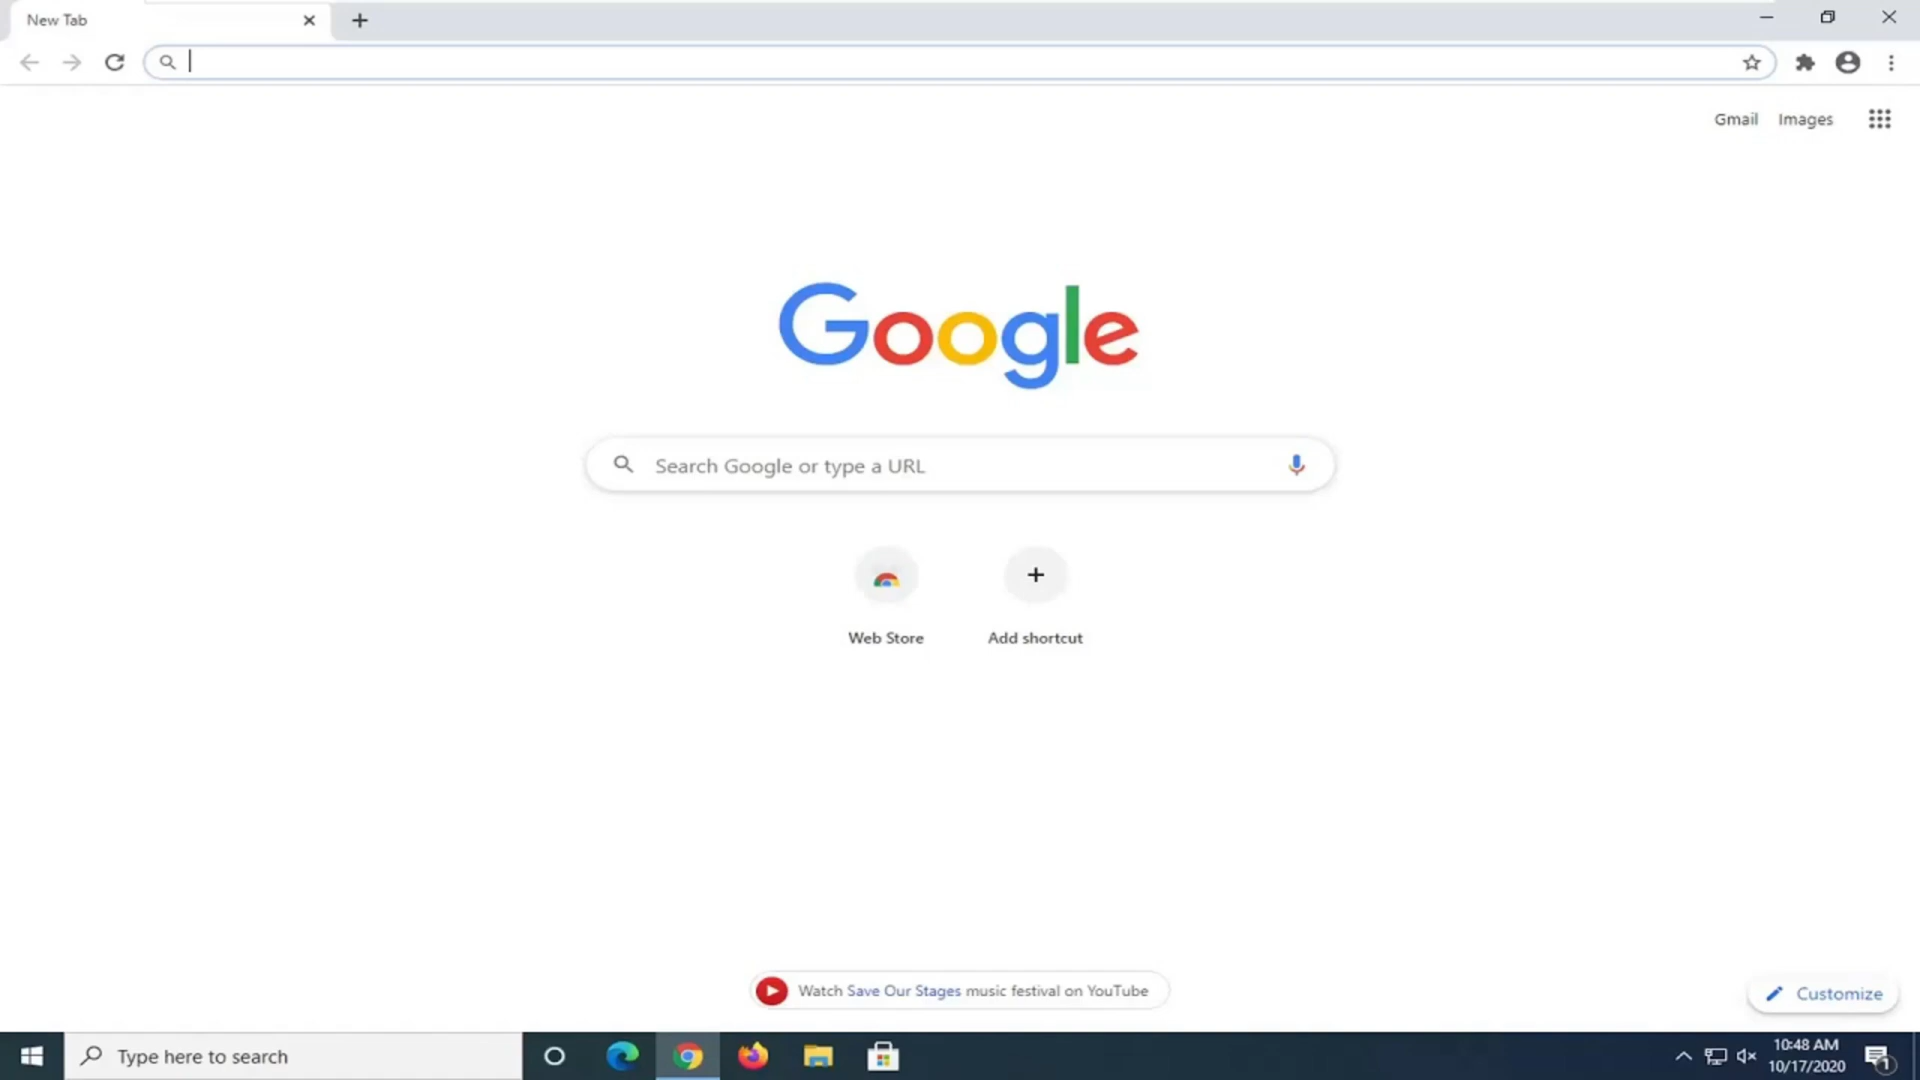 New Tab
Gmail Images
Google
Search Google or type a URL
Web Store
Add shortcut
Watch Save Our Stages music festival on YouTube
Customize
Type here to search
10:48 AM
10/17/2020
1